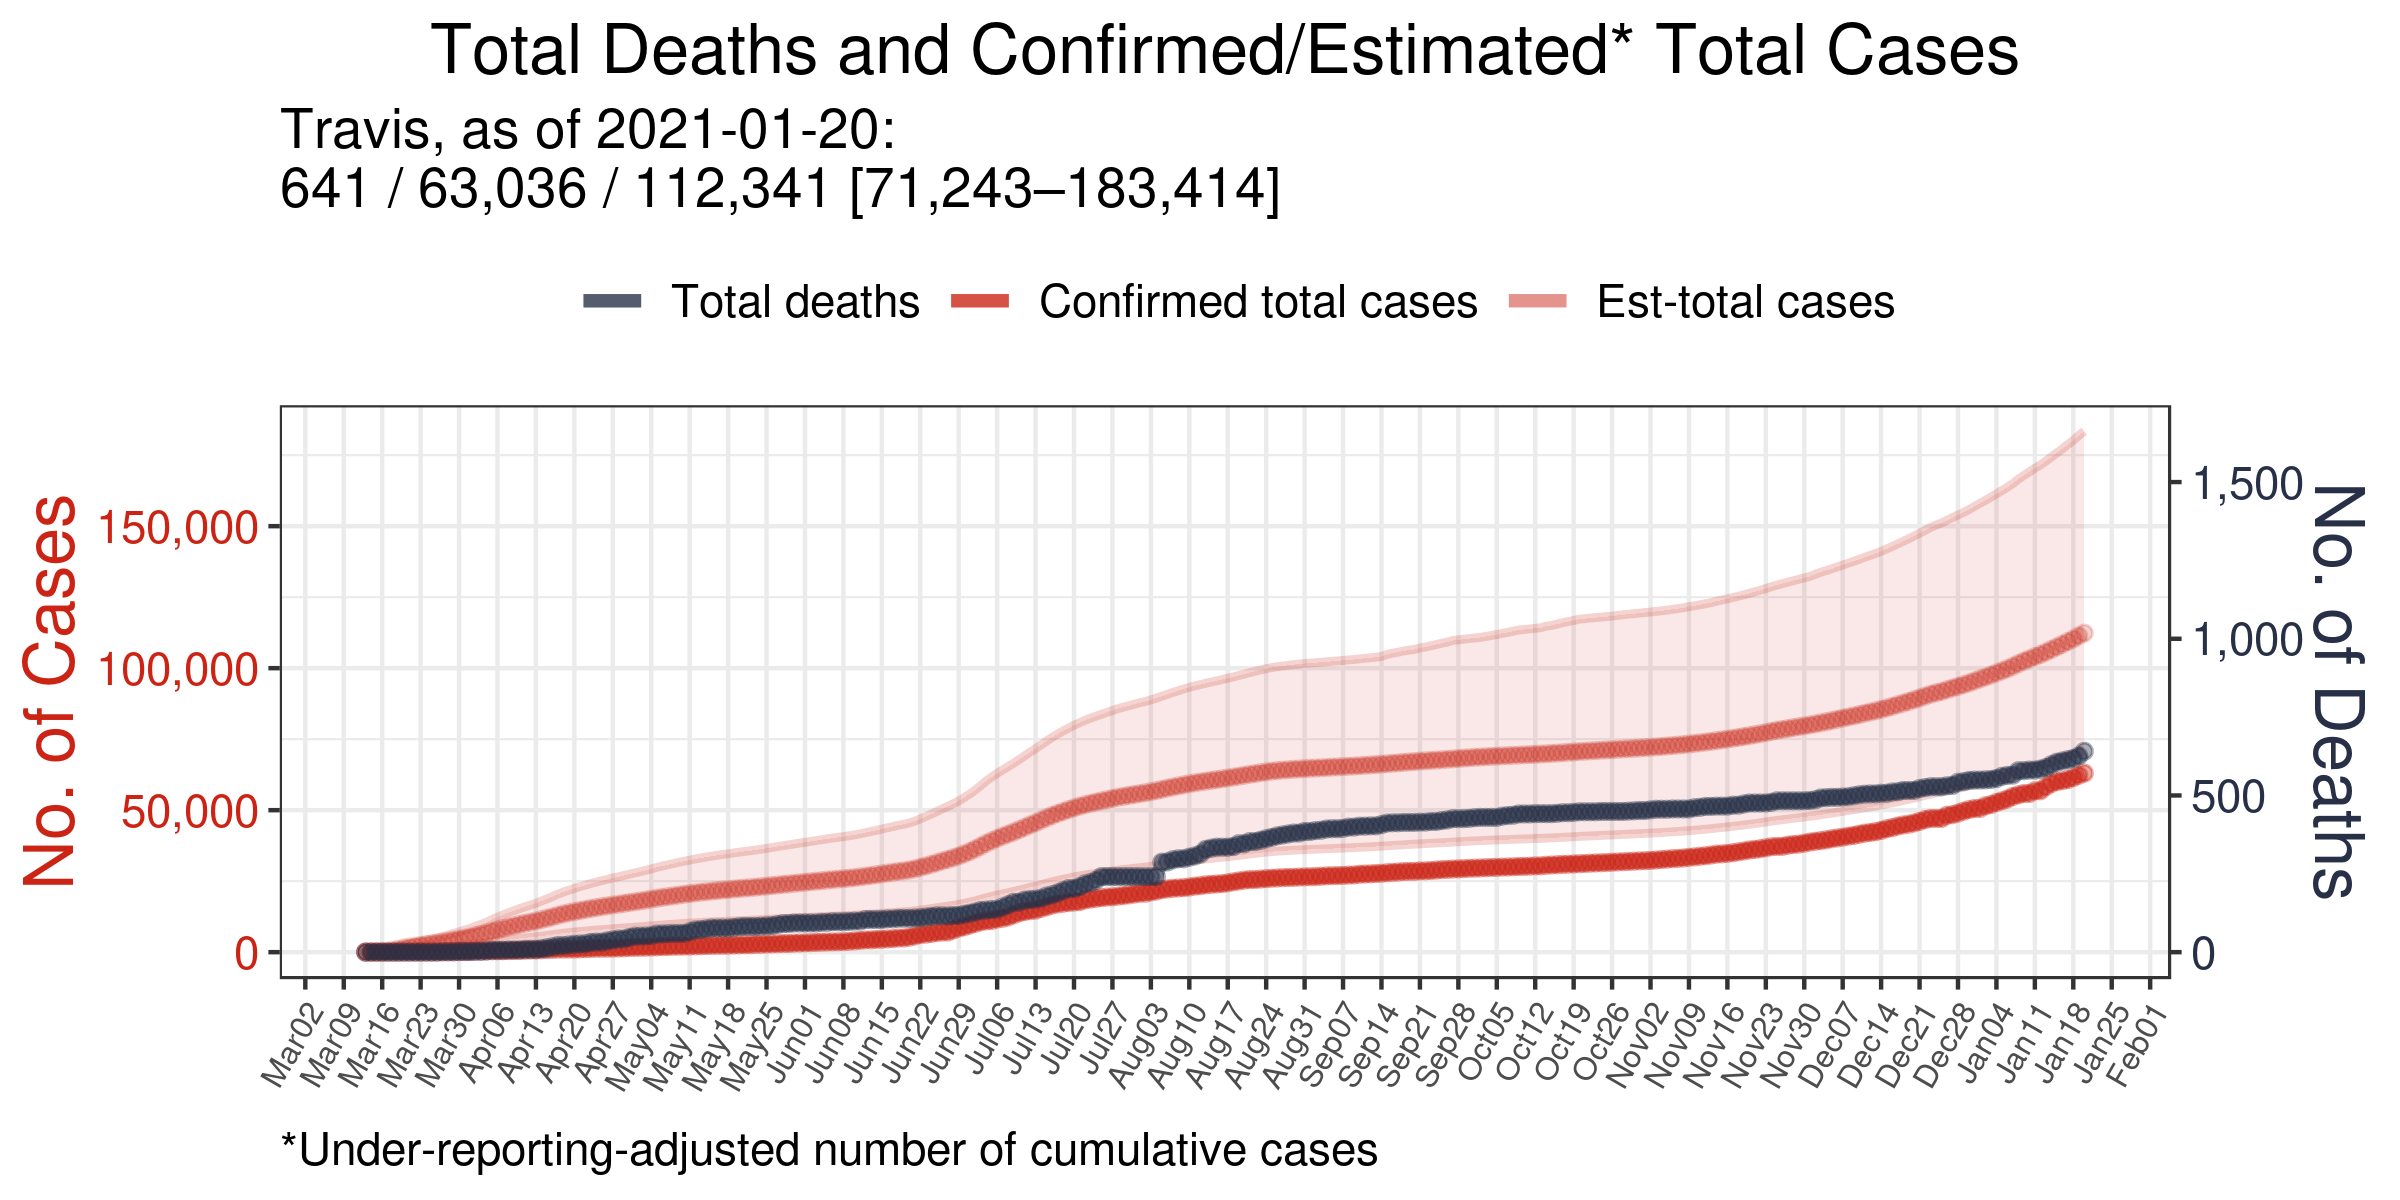 Total Deaths and Confirmed/Estimated* Total Cases
Travis, as of 2021-01-20:
641 / 63,036 / 112,341 [71,243–183,414]
Total deaths
Confirmed total cases
Est-total cases
No. of Cases
150,000
100,000
50,000
0
1,500
1,000
500
0
No. of Deaths
Mar02
Mar09
Mar16
Mar23
Mar30
Apr06
Apr13
Apr20
Apr27
May04
May11
May18
May25
Jun01
Jun08
Jun15
Jun22
Jun29
Jul06
Jul13
Jul20
Jul27
Aug03
Aug10
Aug17
Aug24
Aug31
Sep07
Sep14
Sep21
Sep28
Oct05
Oct12
Oct19
Oct26
Nov02
Nov09
Nov16
Nov23
Nov30
Dec07
Dec14
Dec21
Dec28
Jan04
Jan11
Jan18
Jan25
Feb01
*Under-reporting-adjusted number of cumulative cases